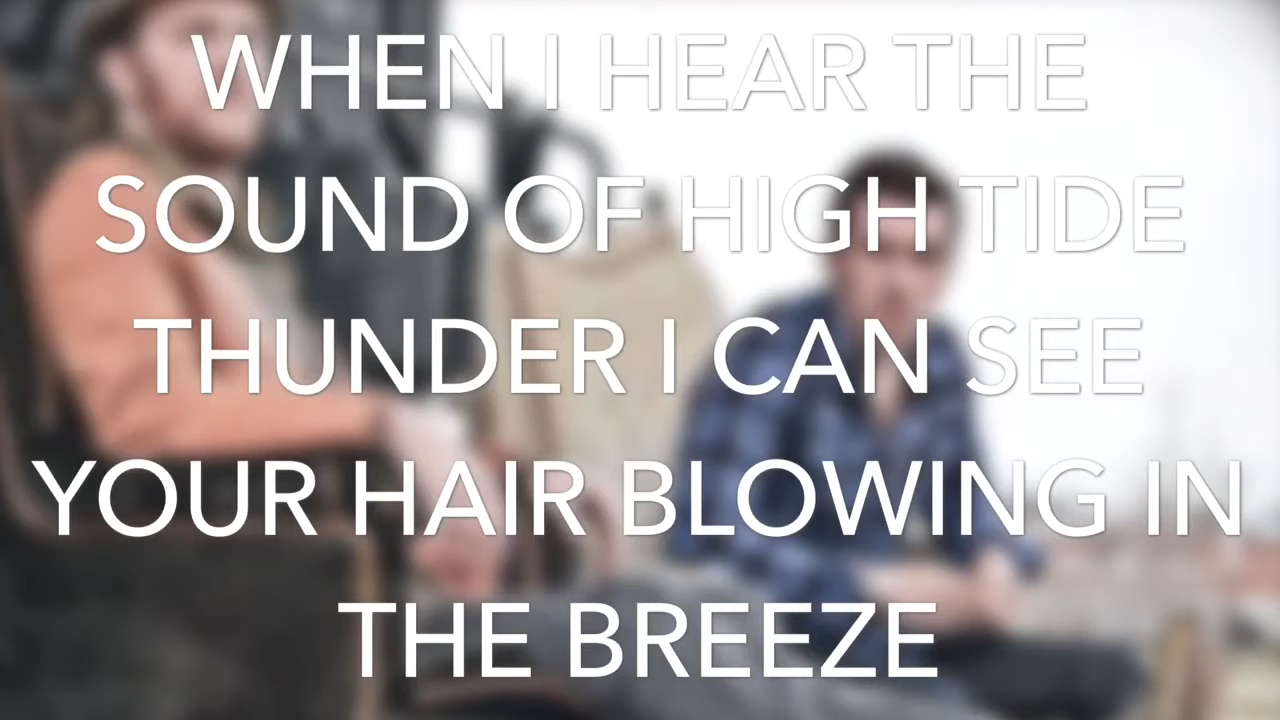 WHEN I HEAR THE
SOUND OF HIGH TIDE
THUNDER I CAN SEE
YOUR HAIR BLOWING IN
THE BREEZE